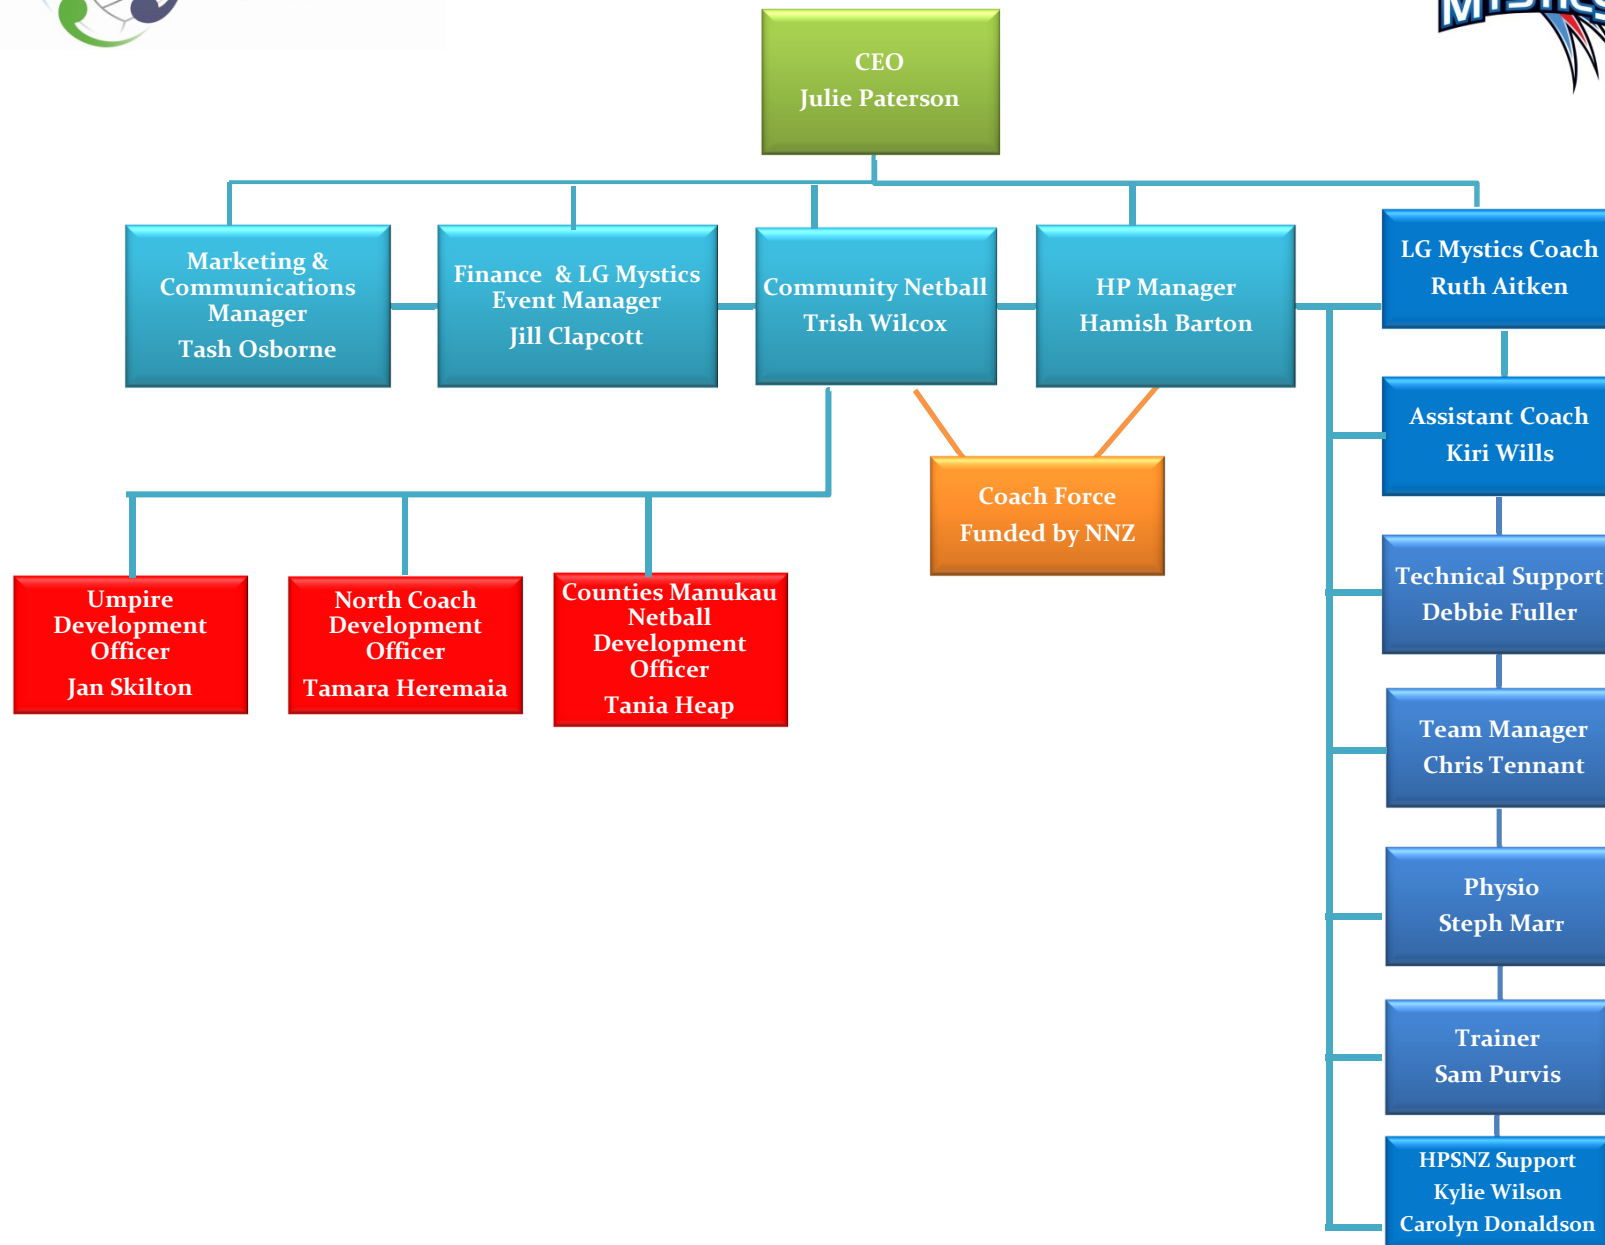 MYSTICS
CEO
Julie Paterson
Marketing &
Communications
Manager
Tash Osborne
Finance & LG Mystics
Event Manager
Jill Clapcott
Community Netball
Trish Wilcox
HP Manager
Hamish Barton
LG Mystics Coach
Ruth Aitken
Assistant Coach
Kiri Wills
Coach Force
Funded by NNZ
Technical Support
Debbie Fuller
Umpire
Development
Officer
Jan Skilton
North Coach
Development
Officer
Tamara Heremaia
Counties Manukau
Netball
Development
Officer
Tania Heap
Team Manager
Chris Tennant
Physio
Steph Marr
Trainer
Sam Purvis
HPSNZ Support
Kylie Wilson
Carolyn Donaldson